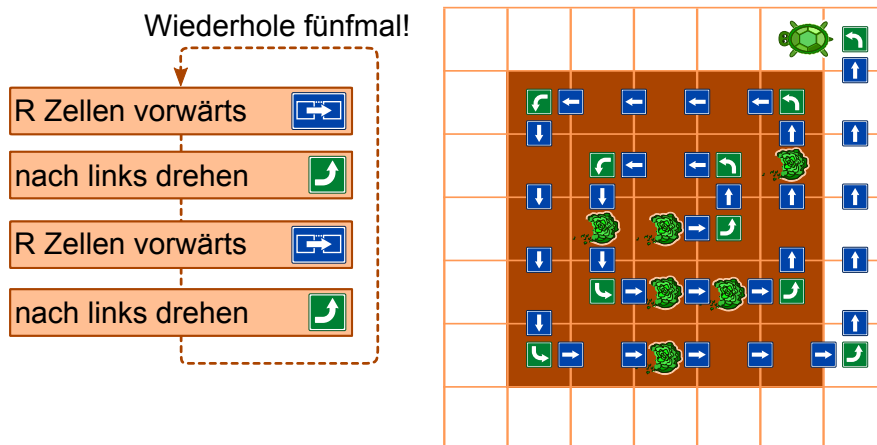 Wiederhole fünfmal!
R Zellen vorwärts
nach links drehen
R Zellen vorwärts
nach links drehen